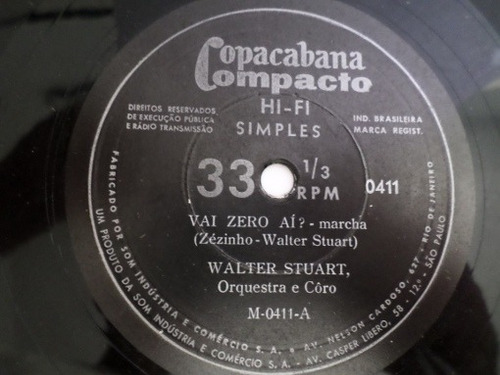 Copacabana
Compacto
HI-FI
SIMPLES
DIREITOS RESERVADOS
DE EXECUÇÃO PÚBLICA
E RÁDIO TRANSMISSÃO
IND. BRASILEIRA
MARCA REGIST.
33 1/3
RPM
0411
VAI ZERO AÍ? - marcha
(Zézinho - Walter Stuart)
WALTER STUART,
Orquestra e Côro
M-0411-A
FABRICADO POR SOM INDÚSTRIA E COMÉRCIO S. A. - AV. NELSON CARDOSO, 627 - RIO DE JANEIRO
UM PRODUTO DA SOM INDÚSTRIA E COMÉRCIO S. A. - AV. CASPER LIBERO, 58 - 12º - SÃO PAULO